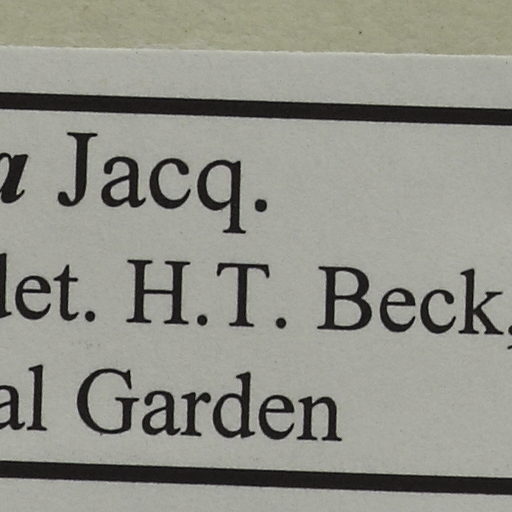 a Jacq.
det. H.T. Beck,
al Garden